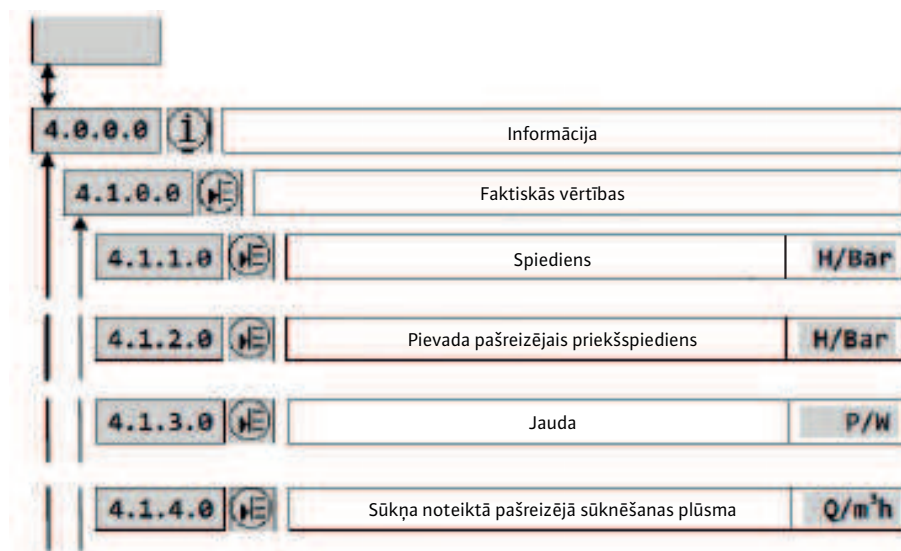 4.0.0.0 i Informācija
4.1.0.0 Faktiskās vērtības
4.1.1.0 Spiediens H/Bar
4.1.2.0 Pievada pašreizējais priekšspiediens H/Bar
4.1.3.0 Jauda P/W
4.1.4.0 Sūkņa noteiktā pašreizējā sūknēšanas plūsma Q/m³h